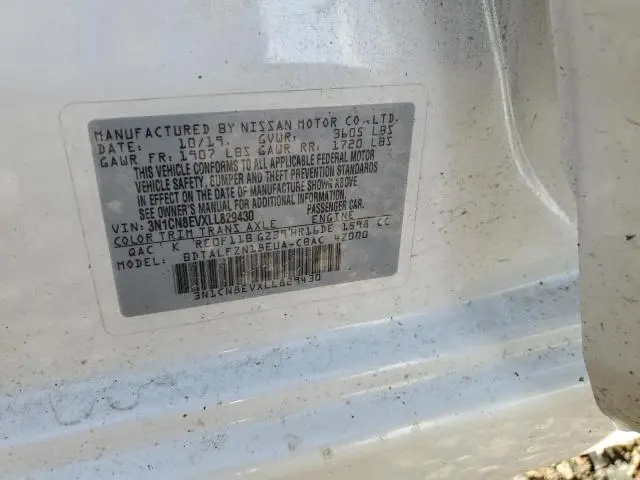 MANUFACTURED BY NISSAN MOTOR CO.,LTD.
DATE: 10/19. GVWR: 3605 LBS
GAWR FR: 1907 LBS GAWR RR: 1720 LBS
THIS VEHICLE CONFORMS TO ALL APPLICABLE FEDERAL MOTOR
VEHICLE SAFETY, BUMPER AND THEFT PREVENTION STANDARDS
IN EFFECT ON THE DATE OF MANUFACTURE SHOWN ABOVE.
SEE OWNER'S MANUAL FOR ADDITIONAL INFORMATION.
VIN: 3N1CN8EVXLL829430 PASSENGER CAR.
COLOR TRIM TRANS AXLE ENGINE
QAC K RE0F11B GZ39 HR16DE 1598 CC
MODEL: BDTALFZN18EUA-CBAC 42000
3N1CN8EVXLL829430